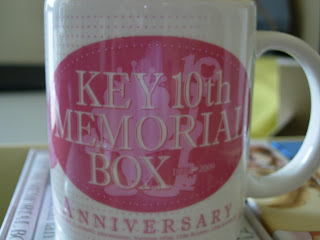 KEY 10th
MEMORIAL
BOX
ANNIVERSARY